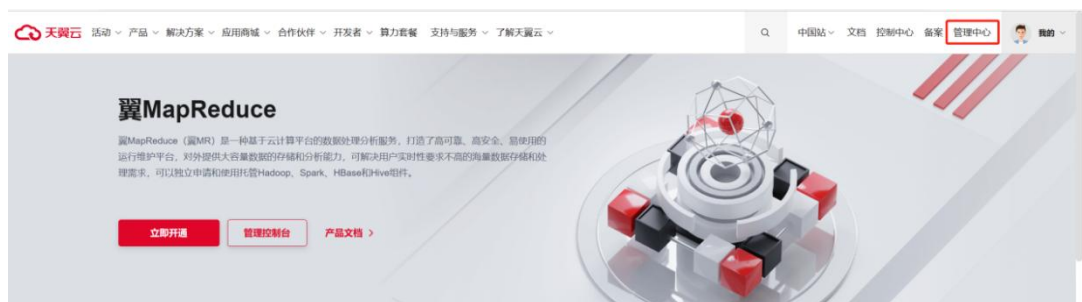 天翼云 活动 产品 解决方案 应用商城 合作伙伴 开发者 算力套餐 支持与服务 了解天翼云 中国站 文档 控制中心 备案 管理中心 我的
翼MapReduce
翼MapReduce（翼MR）是一种基于云计算平台的数据处理分析服务，打造了高可靠、高安全、易使用的
运行维护平台，对外提供大容量数据的存储和分析能力，可解决用户实时性要求不高的海量数据存储和处
理需求，可以独立申请和使用托管Hadoop、Spark、HBase和Hive组件。
立即开通 管理控制台 产品文档 >